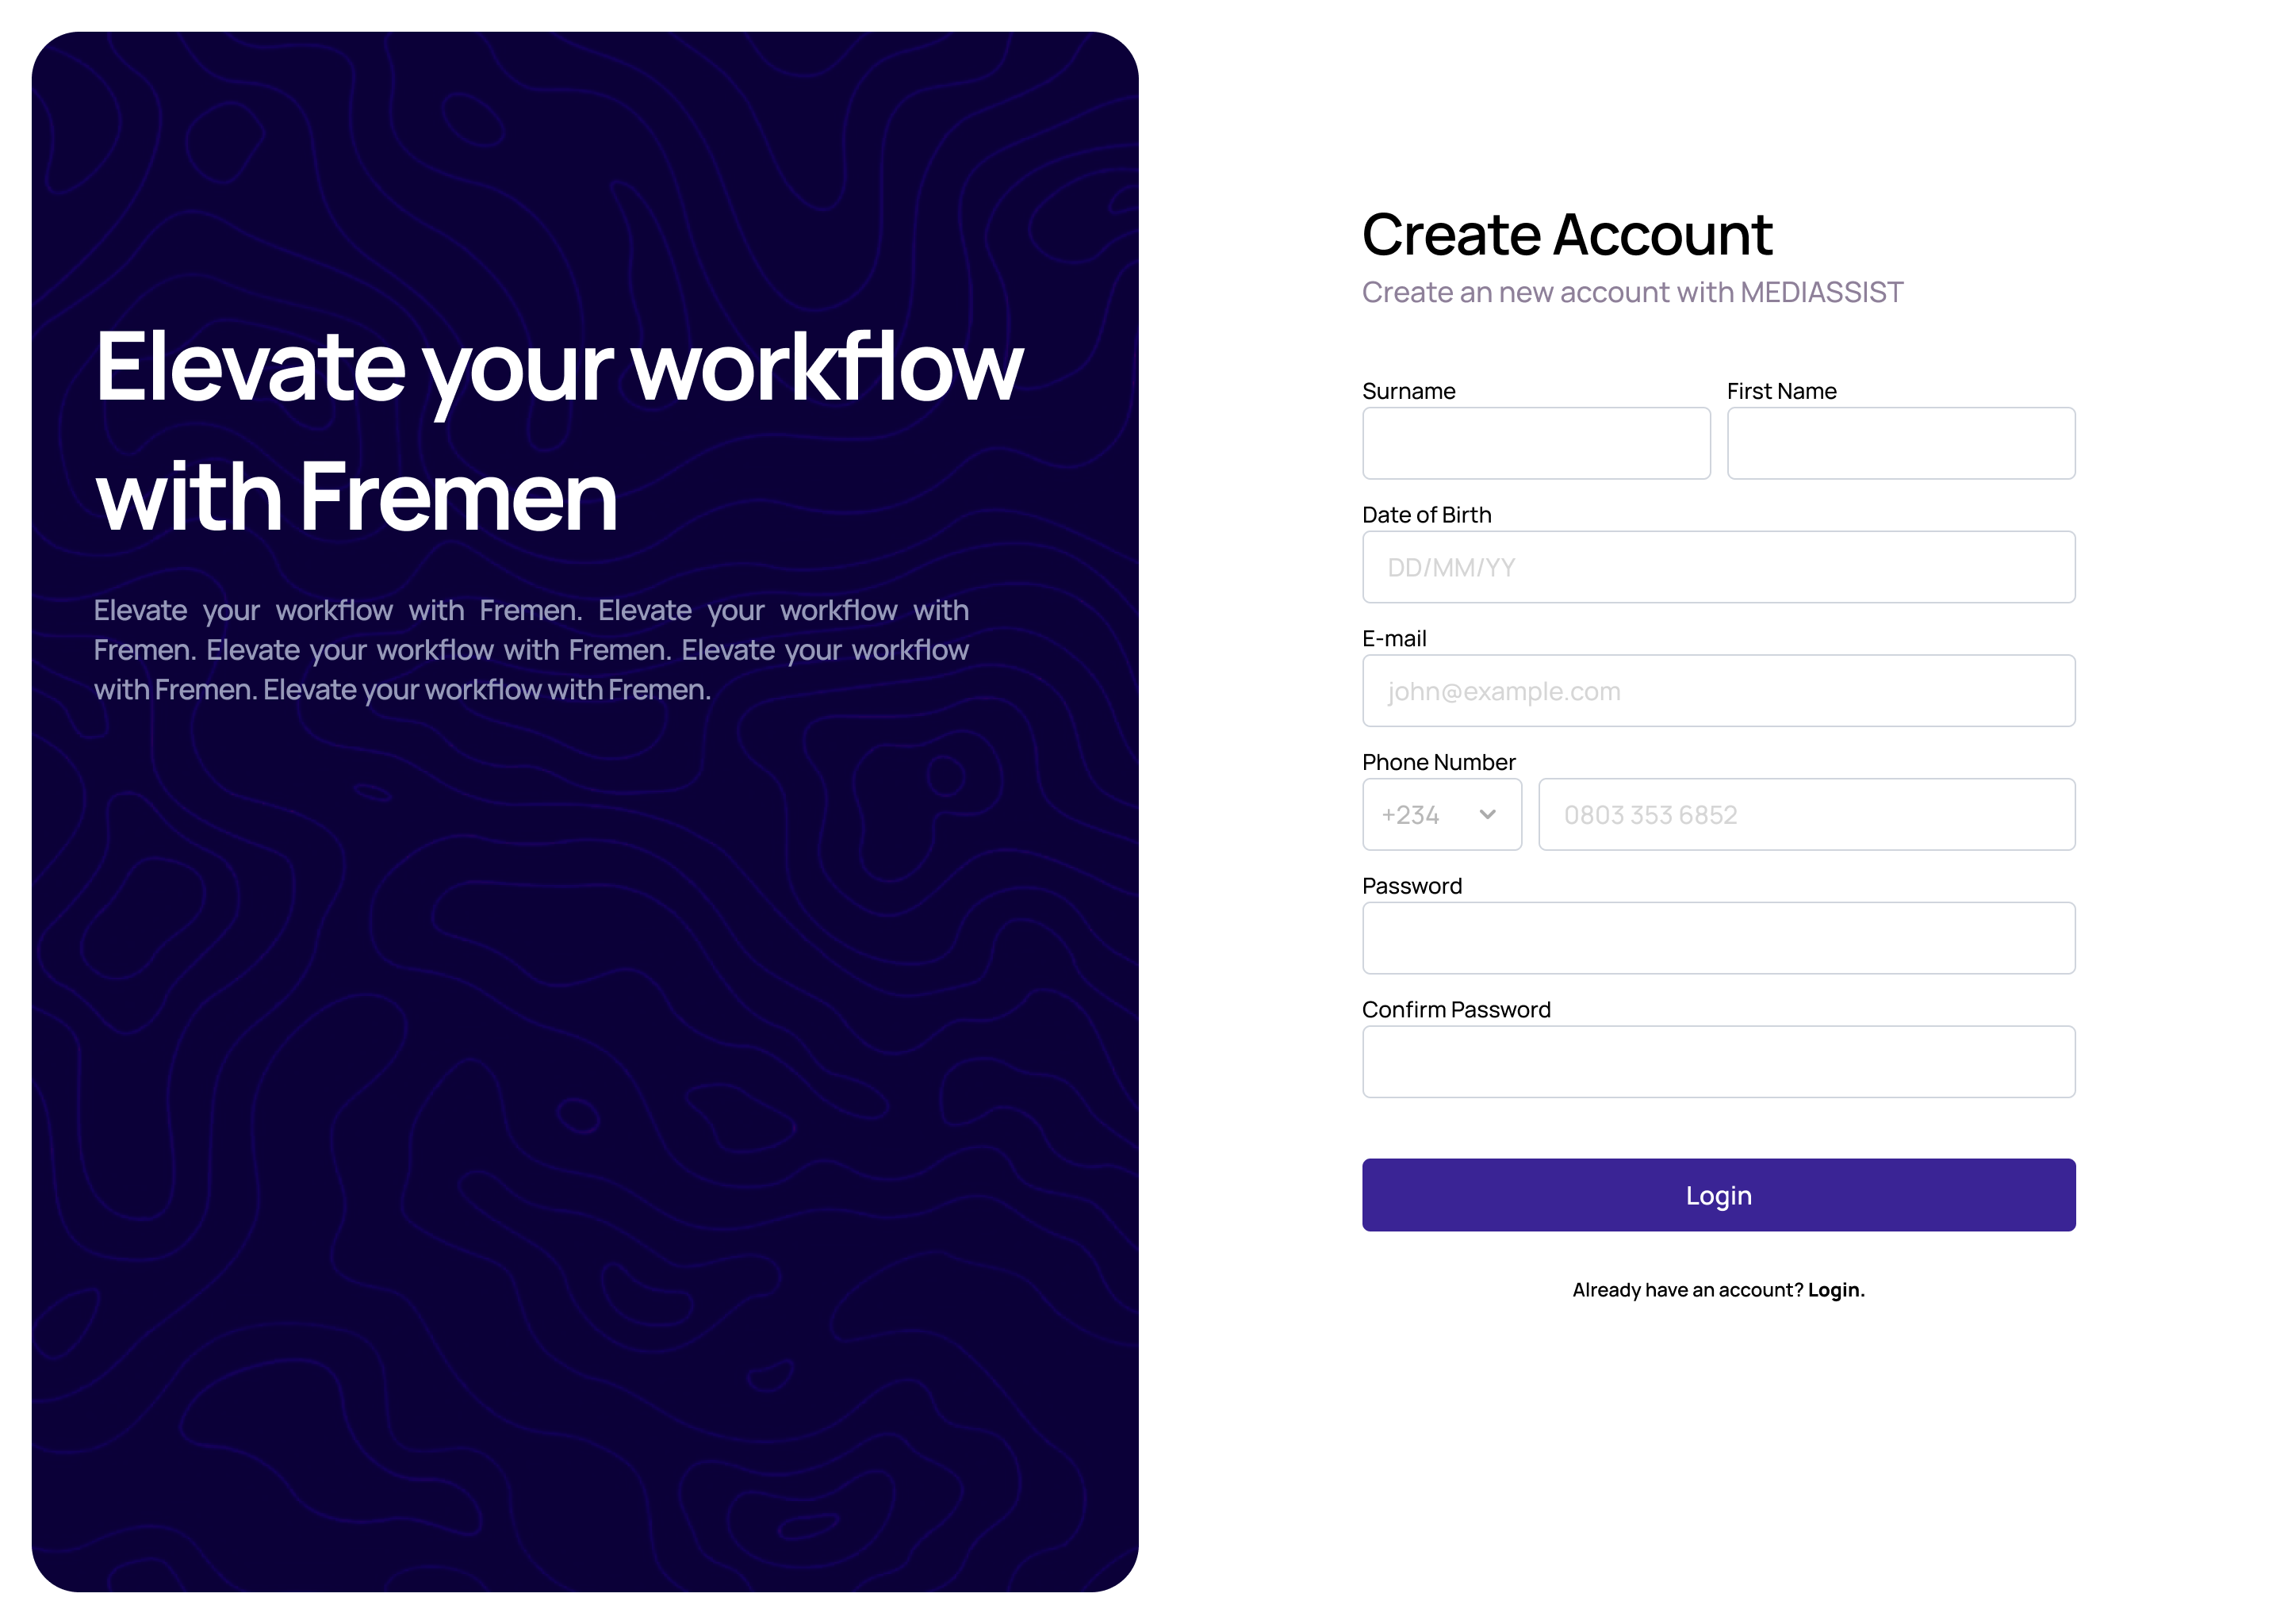 Elevate your workflow
with Fremen
Elevate your workflow with Fremen. Elevate your workflow with
Fremen. Elevate your workflow with Fremen. Elevate your workflow
with Fremen. Elevate your workflow with Fremen.
Create Account
Create an new account with MEDIASSIST
Surname
First Name
Date of Birth
DD/MM/YY
E-mail
john@example.com
Phone Number
+234
0803 353 6852
Password
Confirm Password
Login
Already have an account? Login.